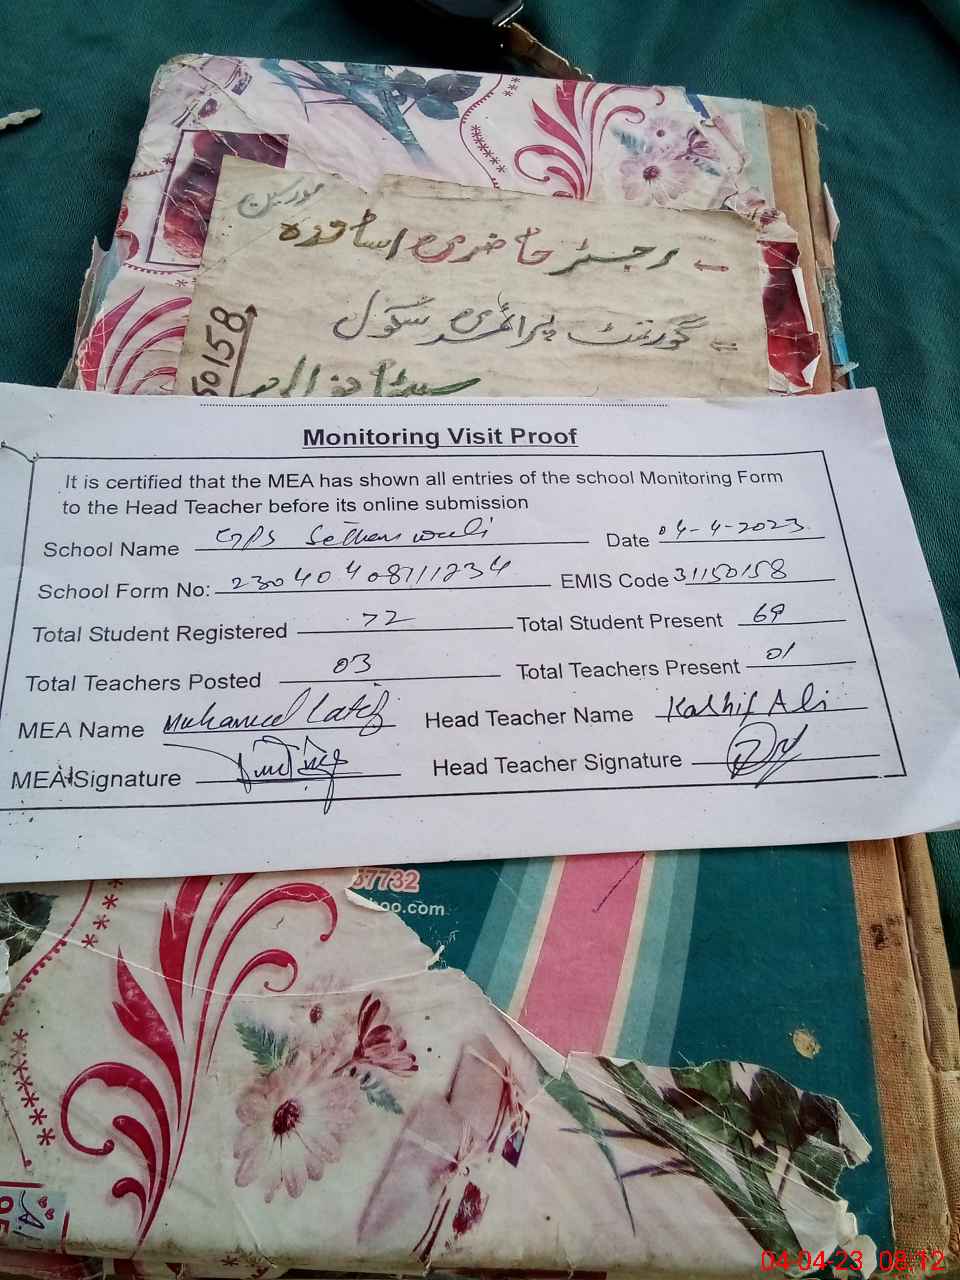 رجسٹر حاضری اساتذہ
گورنمنٹ پرائمری سکول
50158
Monitoring Visit Proof
It is certified that the MEA has shown all entries of the school Monitoring Form
to the Head Teacher before its online submission
School Name GPS Date 04-4-2023
School Form No: EMIS Code 31150158
Total Student Registered 72 Total Student Present 69
Total Teachers Posted 03 Total Teachers Present 01
MEA Name Muhammad Latif Head Teacher Name Kashif Ali
MEA Signature Head Teacher Signature
37732
hoo.com
04-04-23 08:12